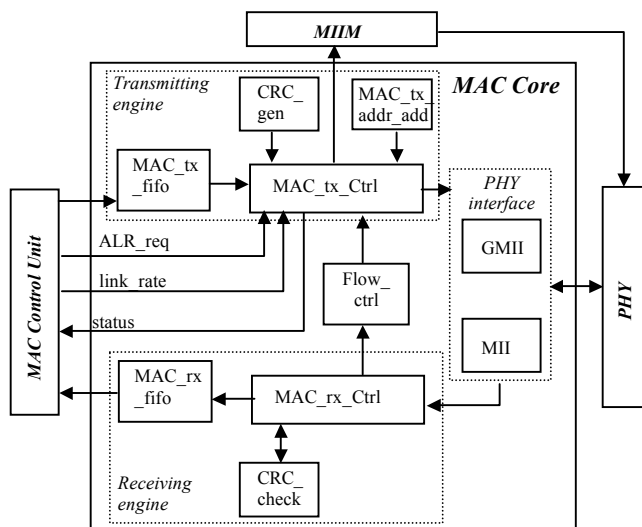 MIIM
Transmitting
engine
CRC_
gen
MAC_tx_
addr_add
MAC Core
MAC_tx
_fifo
MAC_tx_Ctrl
PHY
interface
GMII
MII
PHY
MAC Control Unit
ALR_req
link_rate
status
Flow_
ctrl
MAC_rx
_fifo
MAC_rx_Ctrl
CRC_
check
Receiving
engine